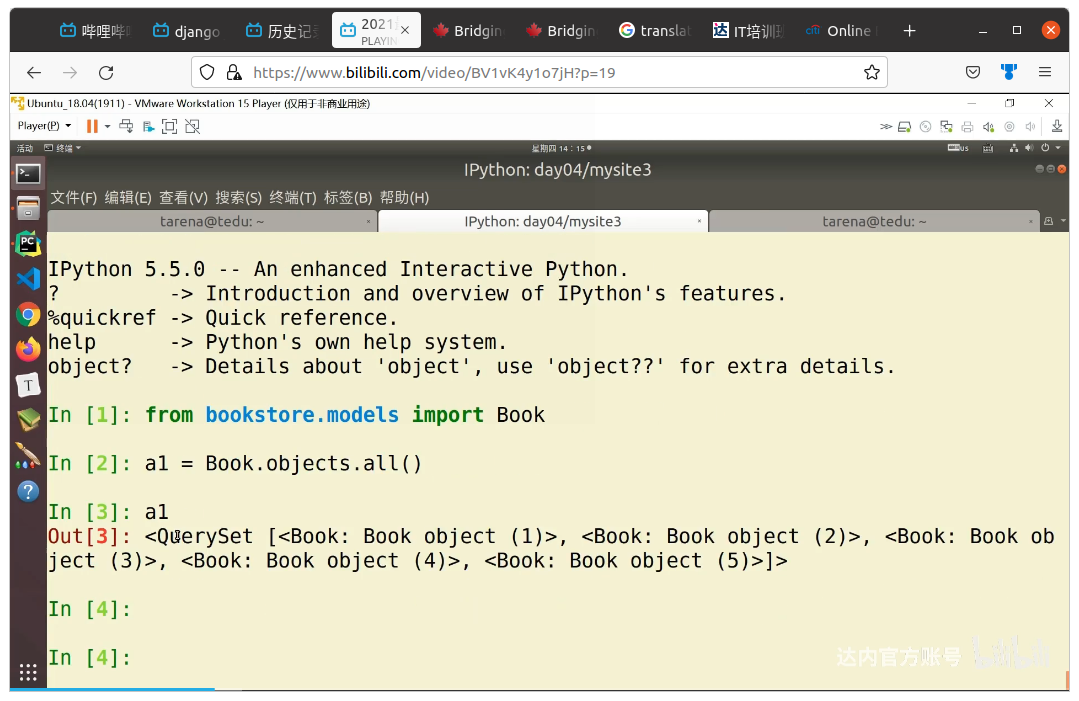 哔哩哔
django
历史记
2021
PLAYIN
Bridgin
Bridgin
translat
IT培训
Online
https://www.bilibili.com/video/BV1vK4y1o7jH?p=19
Ubuntu_18.04(1911) - VMware Workstation 15 Player (仅用于非商业用途)
Player(P)
活动 终端 星期四 14：15 us
IPython: day04/mysite3
文件(F) 编辑(E) 查看(V) 搜索(S) 终端(T) 标签(B) 帮助(H)
tarena@tedu: ~
IPython: day04/mysite3
tarena@tedu: ~
IPython 5.5.0 -- An enhanced Interactive Python.
? -> Introduction and overview of IPython's features.
%quickref -> Quick reference.
help -> Python's own help system.
object? -> Details about 'object', use 'object??' for extra details.
In [1]: from bookstore.models import Book
In [2]: a1 = Book.objects.all()
In [3]: a1
Out[3]: <QuerySet [<Book: Book object (1)>, <Book: Book object (2)>, <Book: Book ob
ject (3)>, <Book: Book object (4)>, <Book: Book object (5)>]>
In [4]:
In [4]:
达内官方账号